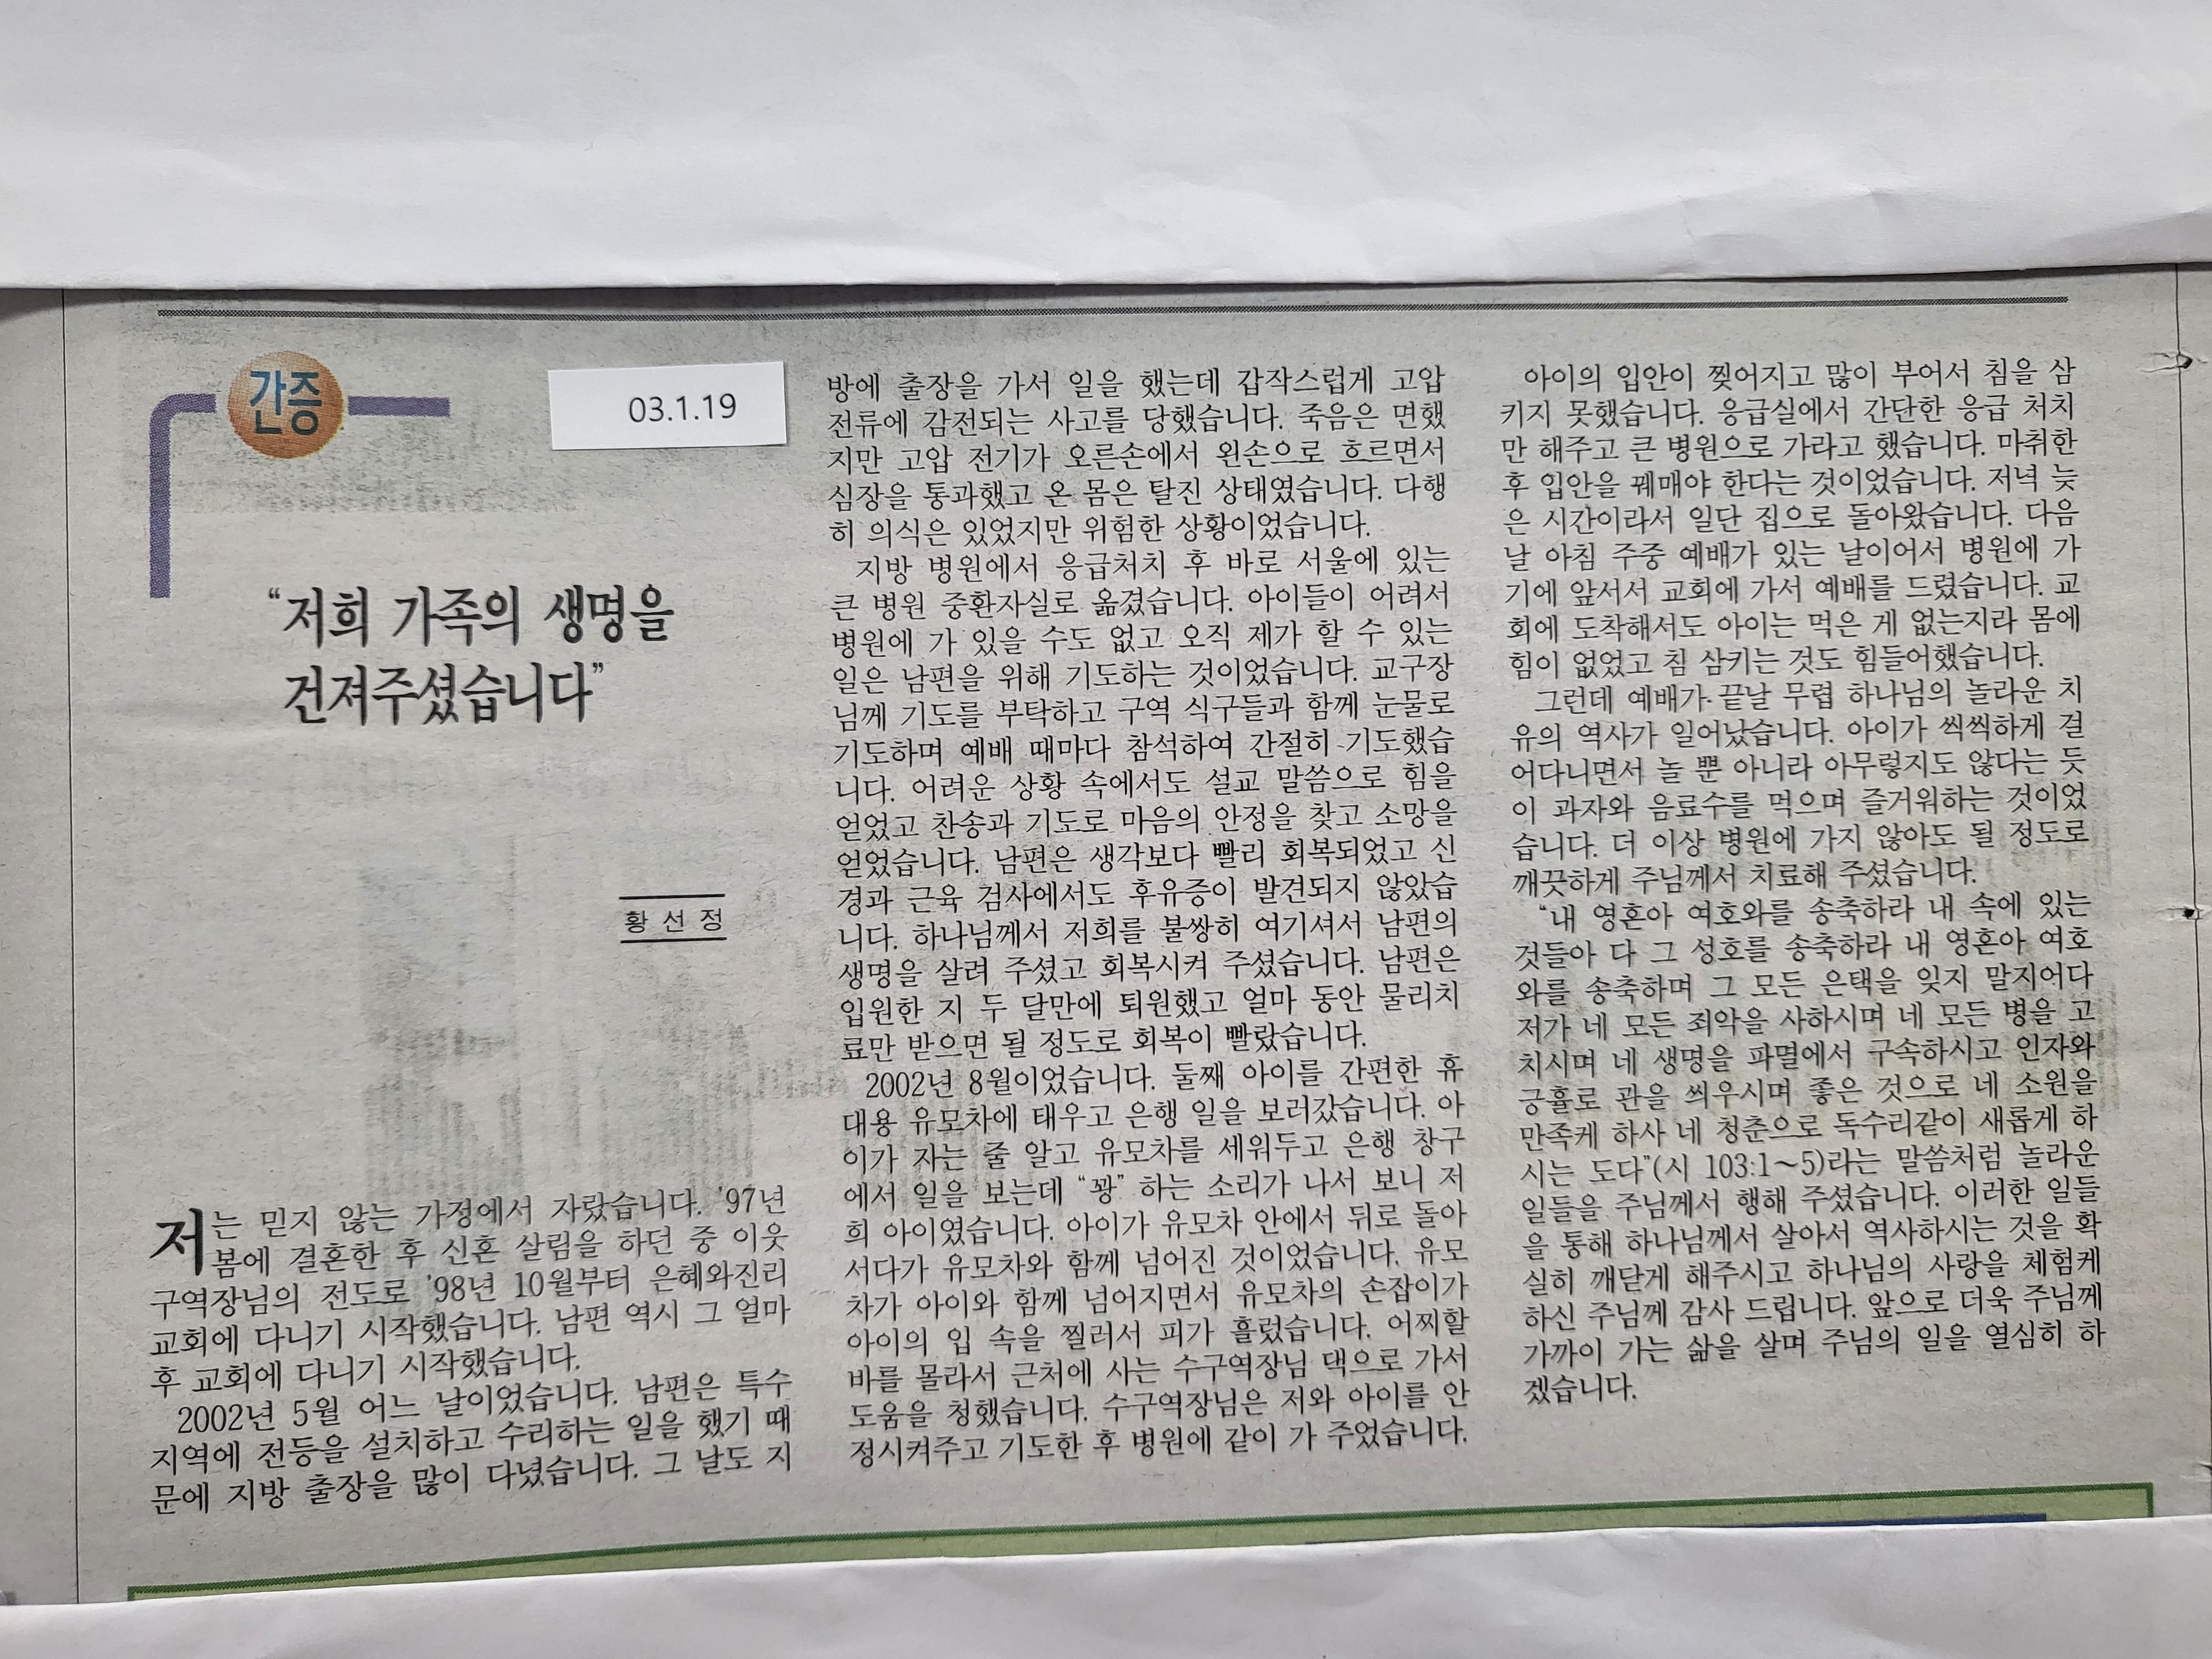 간증
03.1.19
“저희 가족의 생명을
건져주셨습니다”
황 선 정
저는 믿지 않는 가정에서 자랐습니다. '97년
봄에 결혼한 후 신혼 살림을 하던 중 이웃
구역장님의 전도로 '98년 10월부터 은혜와진리
교회에 다니기 시작했습니다. 남편 역시 그 얼마
후 교회에 다니기 시작했습니다.
2002년 5월 어느 날이었습니다. 남편은 특수
지역에 전등을 설치하고 수리하는 일을 했기 때
문에 지방 출장을 많이 다녔습니다. 그 날도 지
방에 출장을 가서 일을 했는데 갑작스럽게 고압
전류에 감전되는 사고를 당했습니다. 죽음은 면했
지만 고압 전기가 오른손에서 왼손으로 흐르면서
심장을 통과했고 온 몸은 탈진 상태였습니다. 다행
히 의식은 있었지만 위험한 상황이었습니다.
지방 병원에서 응급처치 후 바로 서울에 있는
큰 병원 중환자실로 옮겼습니다. 아이들이 어려서
병원에 가 있을 수도 없고 오직 제가 할 수 있는
일은 남편을 위해 기도하는 것이었습니다. 교구장
님께 기도를 부탁하고 구역 식구들과 함께 눈물로
기도하며 예배 때마다 참석하여 간절히 기도했습
니다. 어려운 상황 속에서도 설교 말씀으로 힘을
얻었고 찬송과 기도로 마음의 안정을 찾고 소망을
얻었습니다. 남편은 생각보다 빨리 회복되었고 신
경과 근육 검사에서도 후유증이 발견되지 않았습
니다. 하나님께서 저희를 불쌍히 여기셔서 남편의
생명을 살려 주셨고 회복시켜 주셨습니다. 남편은
입원한 지 두 달만에 퇴원했고 얼마 동안 물리치
료만 받으면 될 정도로 회복이 빨랐습니다.
2002년 8월이었습니다. 둘째 아이를 간편한 휴
대용 유모차에 태우고 은행 일을 보러갔습니다. 아
이가 자는 줄 알고 유모차를 세워두고 은행 창구
에서 일을 보는데 “꽝” 하는 소리가 나서 보니 저
희 아이였습니다. 아이가 유모차 안에서 뒤로 돌아
서다가 유모차와 함께 넘어진 것이었습니다. 유모
차가 아이와 함께 넘어지면서 유모차의 손잡이가
아이의 입 속을 찔러서 피가 흘렀습니다. 어찌할
바를 몰라서 근처에 사는 수구역장님 댁으로 가서
도움을 청했습니다. 수구역장님은 저와 아이를 안
정시켜주고 기도한 후 병원에 같이 가 주었습니다.
아이의 입안이 찢어지고 많이 부어서 침을 삼
키지 못했습니다. 응급실에서 간단한 응급 처치
만 해주고 큰 병원으로 가라고 했습니다. 마취한
후 입안을 꿰매야 한다는 것이었습니다. 저녁 늦
은 시간이라서 일단 집으로 돌아왔습니다. 다음
날 아침 주중 예배가 있는 날이어서 병원에 가
기에 앞서서 교회에 가서 예배를 드렸습니다. 교
회에 도착해서도 아이는 먹은 게 없는지라 몸에
힘이 없었고 침 삼키는 것도 힘들어했습니다.
그런데 예배가 끝날 무렵 하나님의 놀라운 치
유의 역사가 일어났습니다. 아이가 씩씩하게 걸
어다니면서 놀 뿐 아니라 아무렇지도 않다는 듯
이 과자와 음료수를 먹으며 즐거워하는 것이었
습니다. 더 이상 병원에 가지 않아도 될 정도로
깨끗하게 주님께서 치료해 주셨습니다.
“내 영혼아 여호와를 송축하라 내 속에 있는
것들아 다 그 성호를 송축하라 내 영혼아 여호
와를 송축하며 그 모든 은택을 잊지 말지어다
저가 네 모든 죄악을 사하시며 네 모든 병을 고
치시며 네 생명을 파멸에서 구속하시고 인자와
긍휼로 관을 씌우시며 좋은 것으로 네 소원을
만족케 하사 네 청춘으로 독수리같이 새롭게 하
시는 도다”(시 103:1∼5)라는 말씀처럼 놀라운
일들을 주님께서 행해 주셨습니다. 이러한 일들
을 통해 하나님께서 살아서 역사하시는 것을 확
실히 깨닫게 해주시고 하나님의 사랑을 체험케
하신 주님께 감사 드립니다. 앞으로 더욱 주님께
가까이 가는 삶을 살며 주님의 일을 열심히 하
겠습니다.